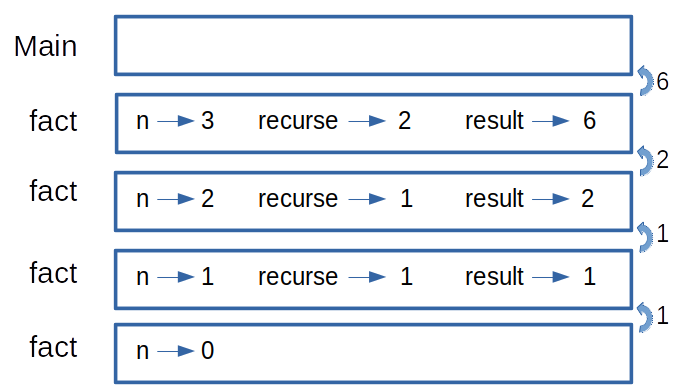 Main
6
fact n 3 recurse 2 result 6
2
fact n 2 recurse 1 result 2
1
fact n 1 recurse 1 result 1
1
fact n 0